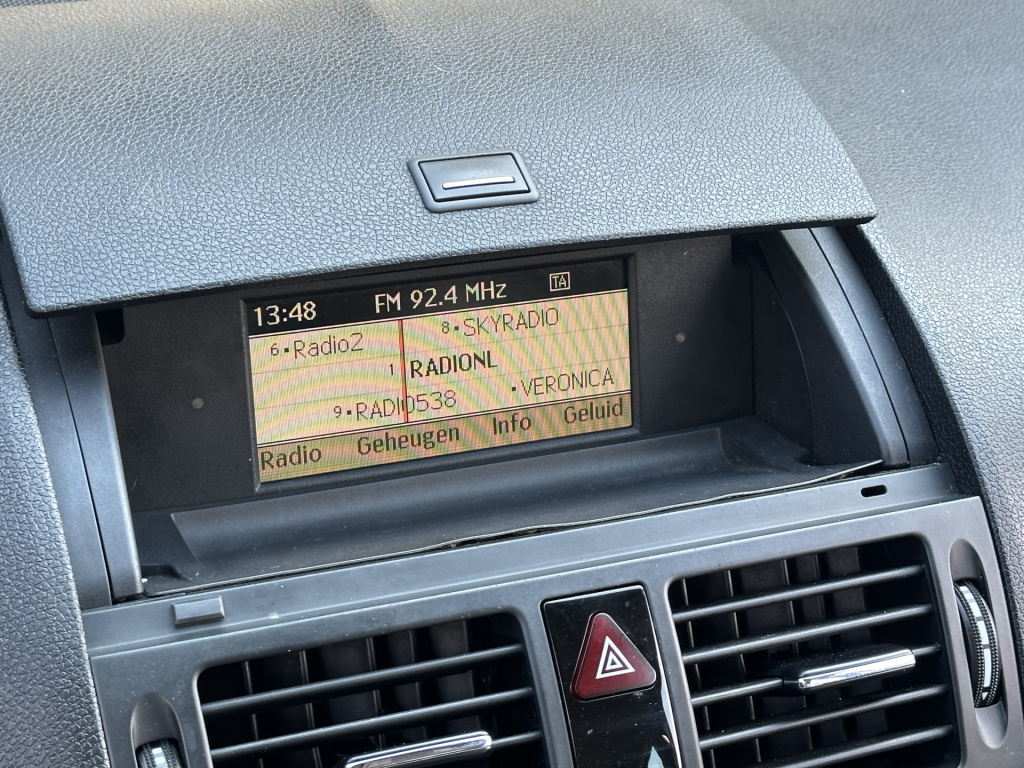 13:48 FM 92.4 MHz TA
6 Radio2 8 SKYRADIO
1 RADIONL
9 RADIO538 VERONICA
Radio Geheugen Info Geluid